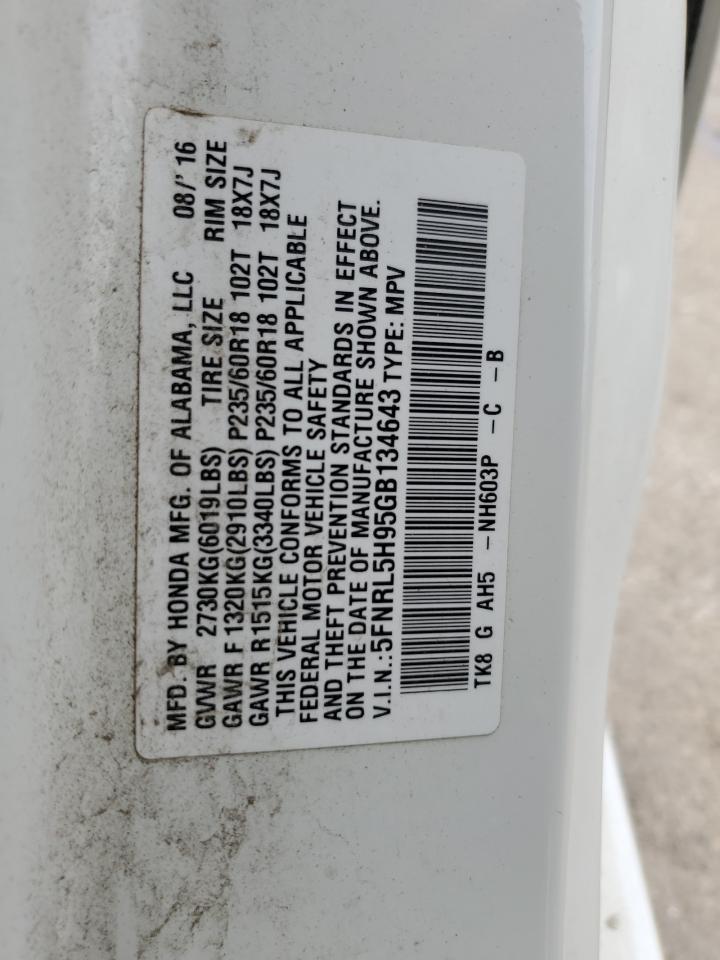 MFD. BY HONDA MFG. OF ALABAMA, LLC 08/'16
GVWR 2730KG(6019LBS) TIRE SIZE RIM SIZE
GAWR F 1320KG(2910LBS) P235/60R18 102T 18X7J
GAWR R 1515KG(3340LBS) P235/60R18 102T 18X7J
THIS VEHICLE CONFORMS TO ALL APPLICABLE
FEDERAL MOTOR VEHICLE SAFETY
AND THEFT PREVENTION STANDARDS IN EFFECT
ON THE DATE OF MANUFACTURE SHOWN ABOVE.
V.I.N.:5FNRL5H95GB134643 TYPE: MPV
TK8 G AH5 -NH603P -C -B